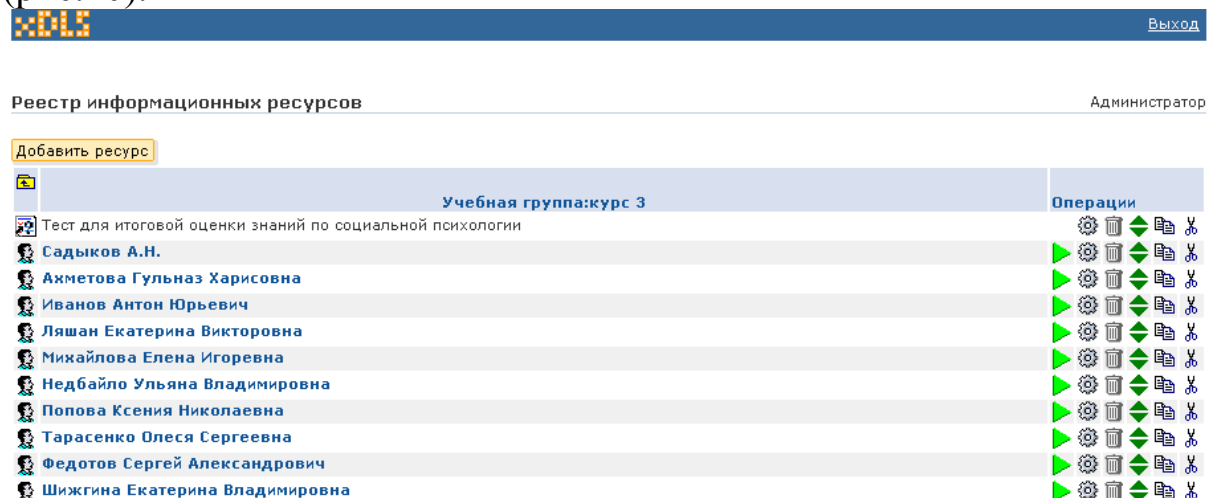 xDLS
Выход
Реестр информационных ресурсов
Администратор
Добавить ресурс
Учебная группа:курс 3
Операции
Тест для итоговой оценки знаний по социальной психологии
Садыков А.Н.
Ахметова Гульназ Харисовна
Иванов Антон Юрьевич
Ляшан Екатерина Викторовна
Михайлова Елена Игоревна
Недбайло Ульяна Владимировна
Попова Ксения Николаевна
Тарасенко Олеся Сергеевна
Федотов Сергей Александрович
Шижгина Екатерина Владимировна